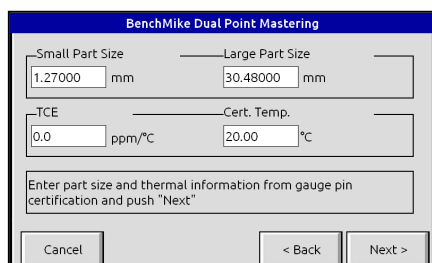 BenchMike Dual Point Mastering
Small Part Size Large Part Size
1.27000 mm 30.48000 mm
TCE Cert. Temp.
0.0 ppm/°C 20.00 °C
Enter part size and thermal information from gauge pin
certification and push "Next"
Cancel < Back Next >